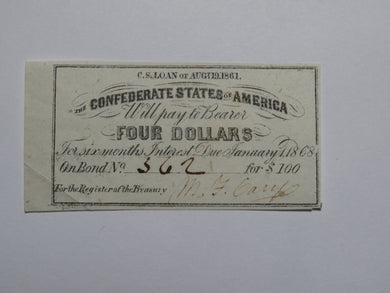 C.S. LOAN OF AUG. 19, 1861.
THE CONFEDERATE STATES OF AMERICA
Will pay to Bearer
FOUR DOLLARS
For six months Interest Due January 1, 1868
On Bond No. 362 for $100
For the Register of the Treasury M. F.